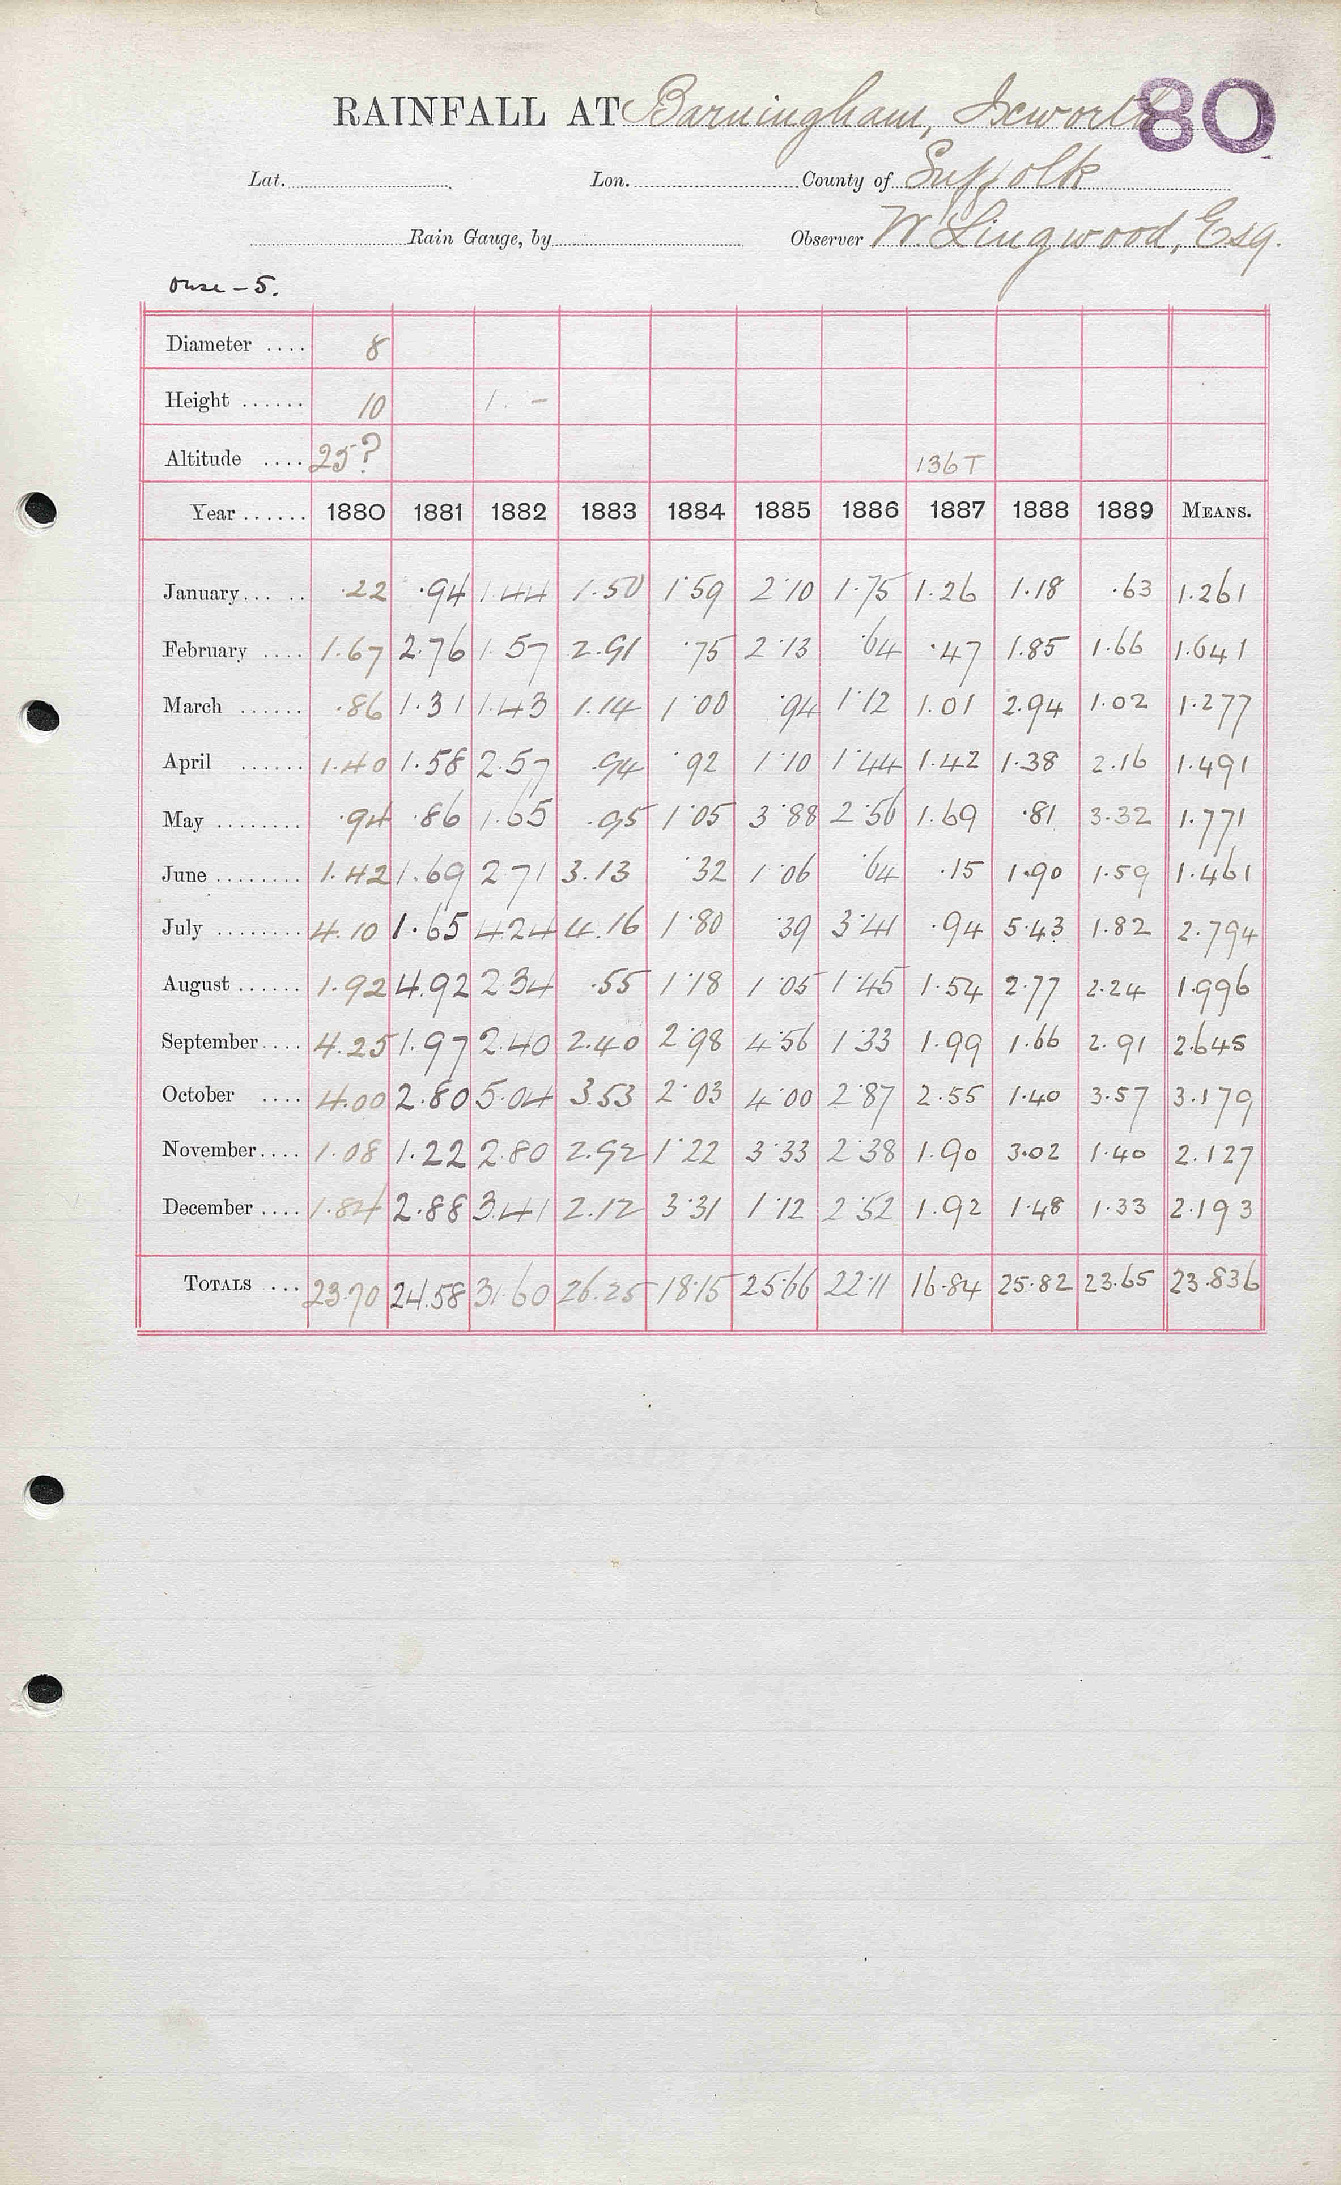 RAINFALL AT Barningham, Ixworth 80
Lat. Lon. County of Suffolk
Rain Gauge, by Observer W. Lingwood, Esq.
Ouse – 5.
Diameter .... 8
Height ...... 10 1. –
Altitude .... 25? 136T
Year ...... 1880 1881 1882 1883 1884 1885 1886 1887 1888 1889 MEANS.
January... .. .22 .94 1.44 1.50 1.59 2.10 1.75 1.26 1.18 .63 1.261
February .... 1.67 2.76 1.57 2.91 .75 2.13 .64 .47 1.85 1.66 1.641
March ...... .86 1.31 1.43 1.14 1.00 .94 1.12 1.01 2.94 1.02 1.277
April ...... 1.40 1.58 2.57 .94 .92 1.10 1.44 1.42 1.38 2.16 1.491
May ........ .94 .86 1.65 .95 1.05 3.88 2.56 1.69 .81 3.32 1.771
June ........ 1.42 1.69 2.71 3.13 .32 1.06 .64 .15 1.90 1.59 1.461
July ........ 4.10 1.65 4.24 4.16 1.80 .39 3.41 .94 5.43 1.82 2.794
August ...... 1.92 4.92 2.34 .55 1.18 1.05 1.45 1.54 2.77 2.24 1.996
September.... 4.25 1.97 2.40 2.40 2.98 4.56 1.33 1.99 1.66 2.91 2.645
October .... 4.00 2.80 5.04 3.53 2.03 4.00 2.87 2.55 1.40 3.57 3.179
November.... 1.08 1.22 2.80 2.92 1.22 3.33 2.38 1.90 3.02 1.40 2.127
December .... 1.84 2.88 3.41 2.12 3.31 1.12 2.52 1.92 1.48 1.33 2.193
TOTALS ... 23.70 24.58 31.60 26.25 18.15 25.66 22.11 16.84 25.82 23.65 23.836